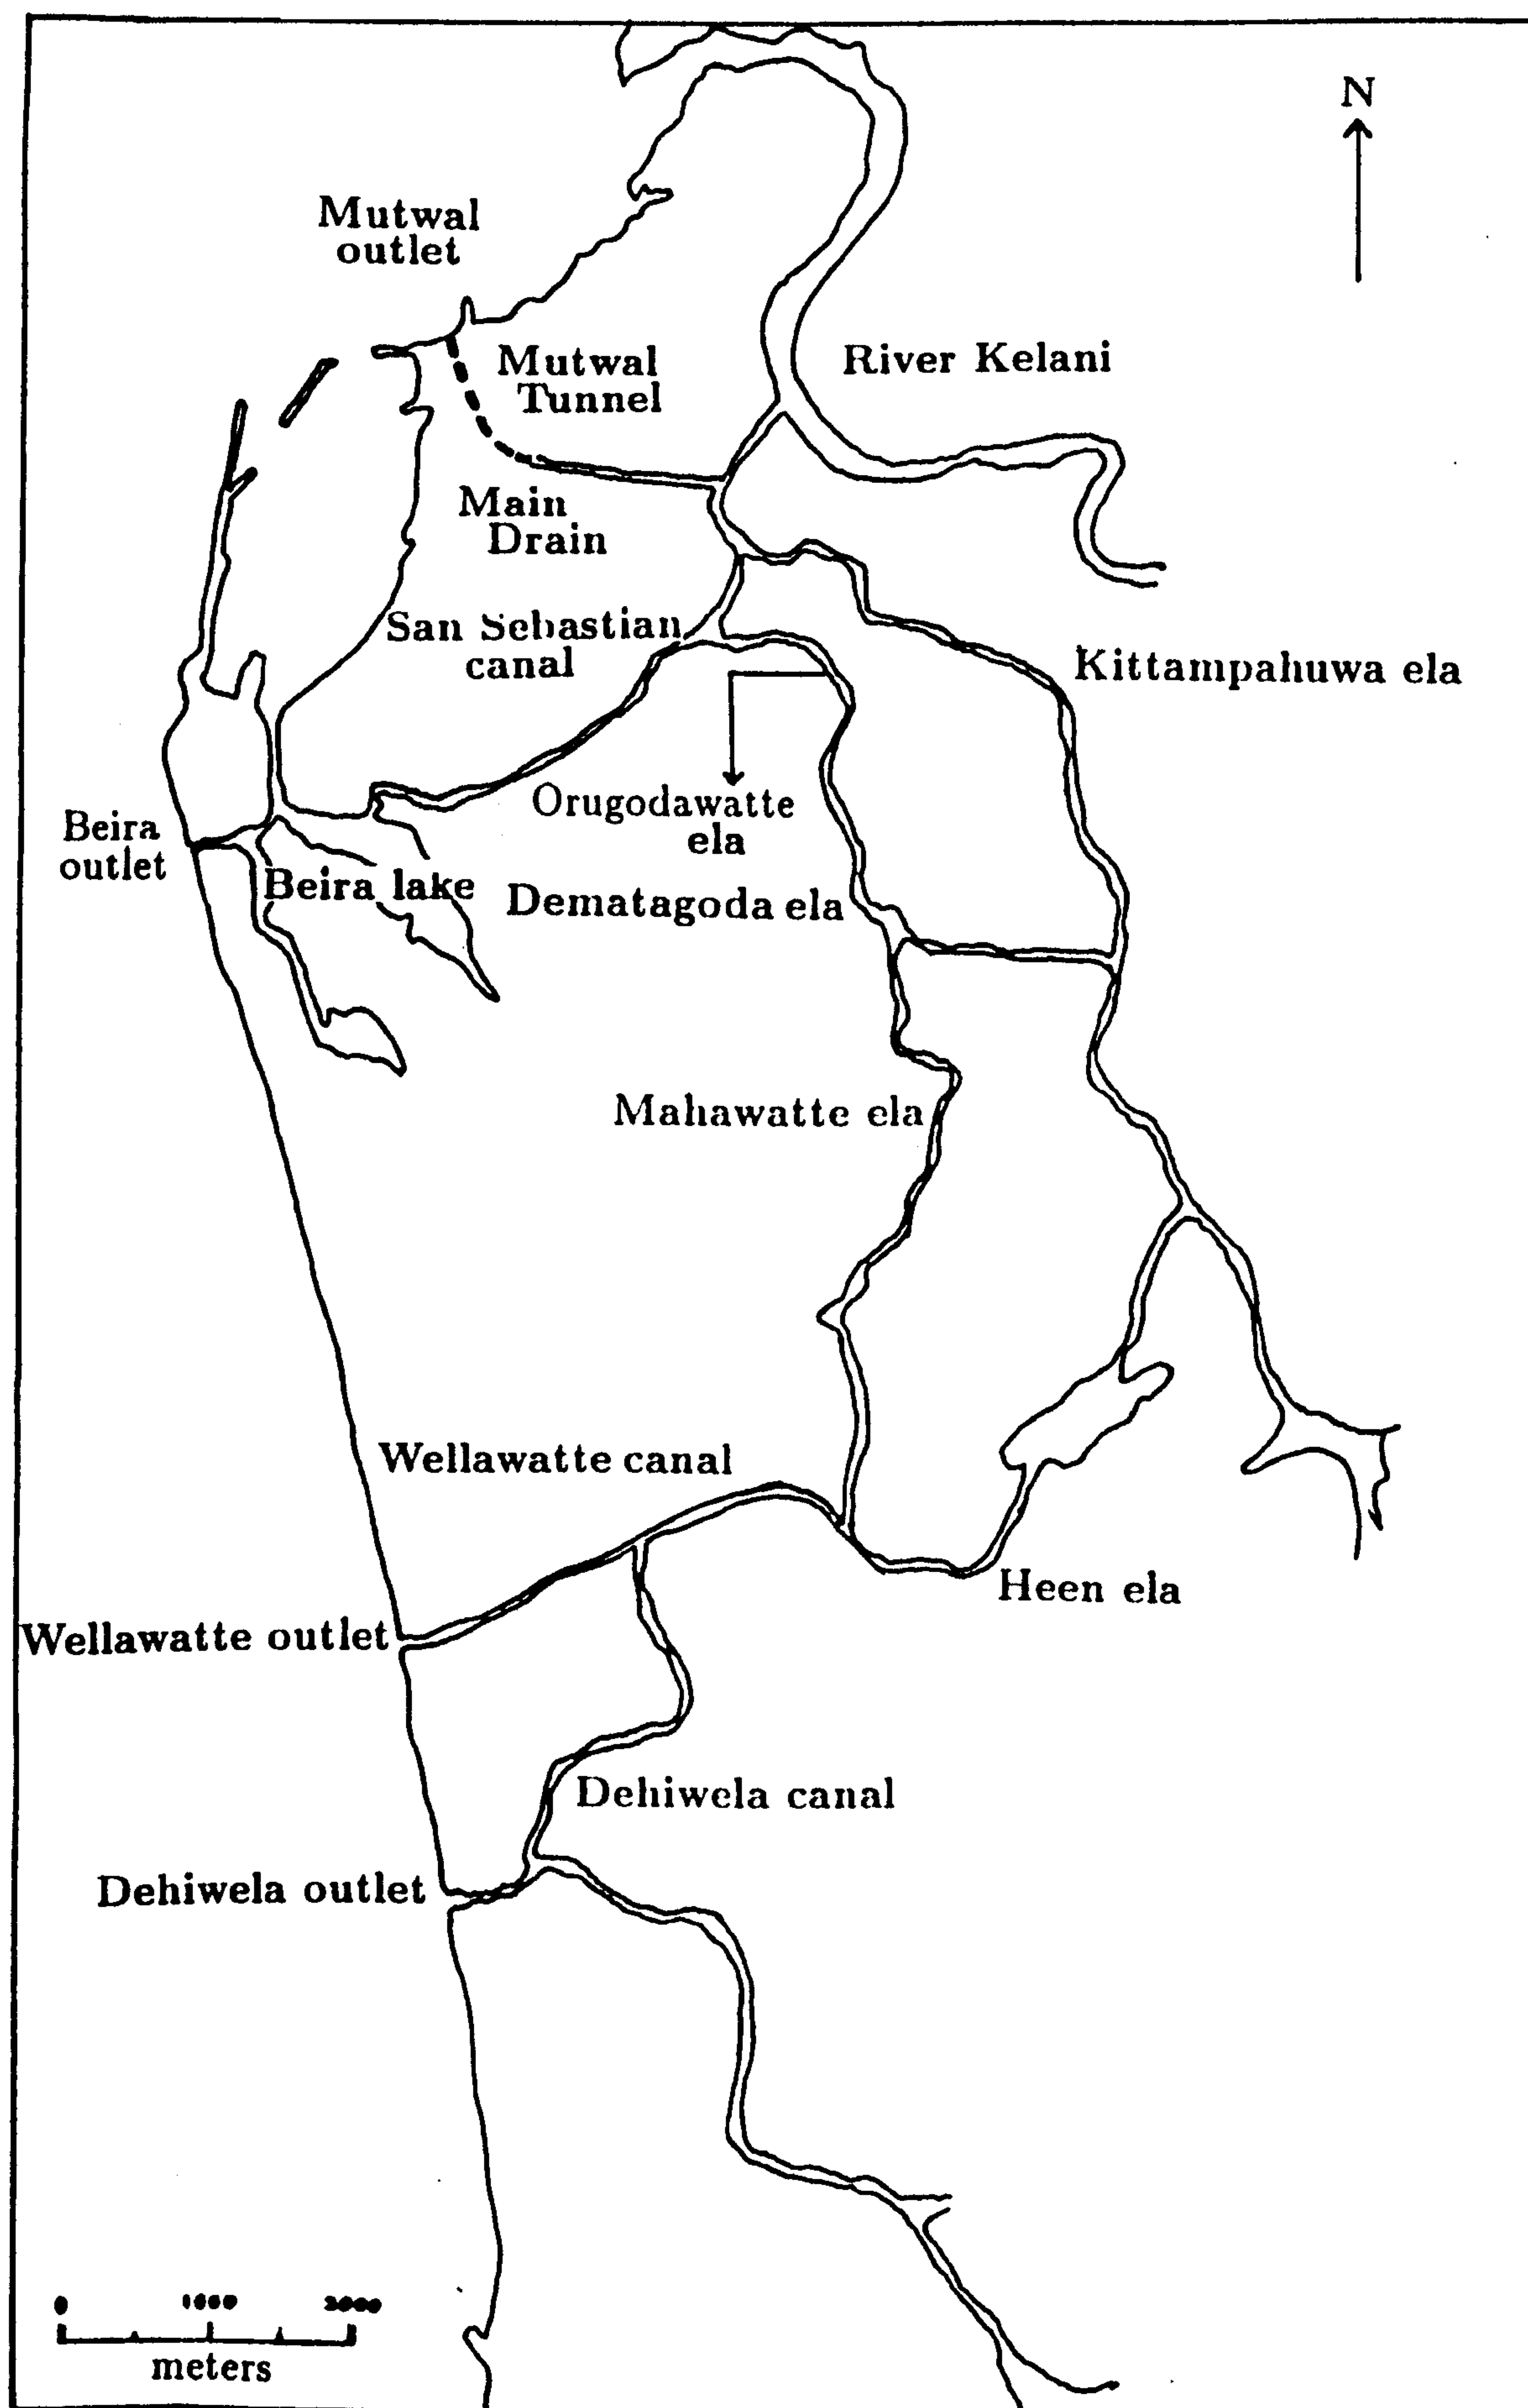 N
Mutwal
outlet
Mutwal
Tunnel
River Kelani
Main
Drain
San Sebastian
canal
Kittampahuwa ela
Orugodawatte
ela
Beira
outlet
Beira lake
Dematagoda ela
Mahawatte ela
Wellawatte canal
Heen ela
Wellawatte outlet
Dehiwela canal
Dehiwela outlet
0 1000 2000
meters